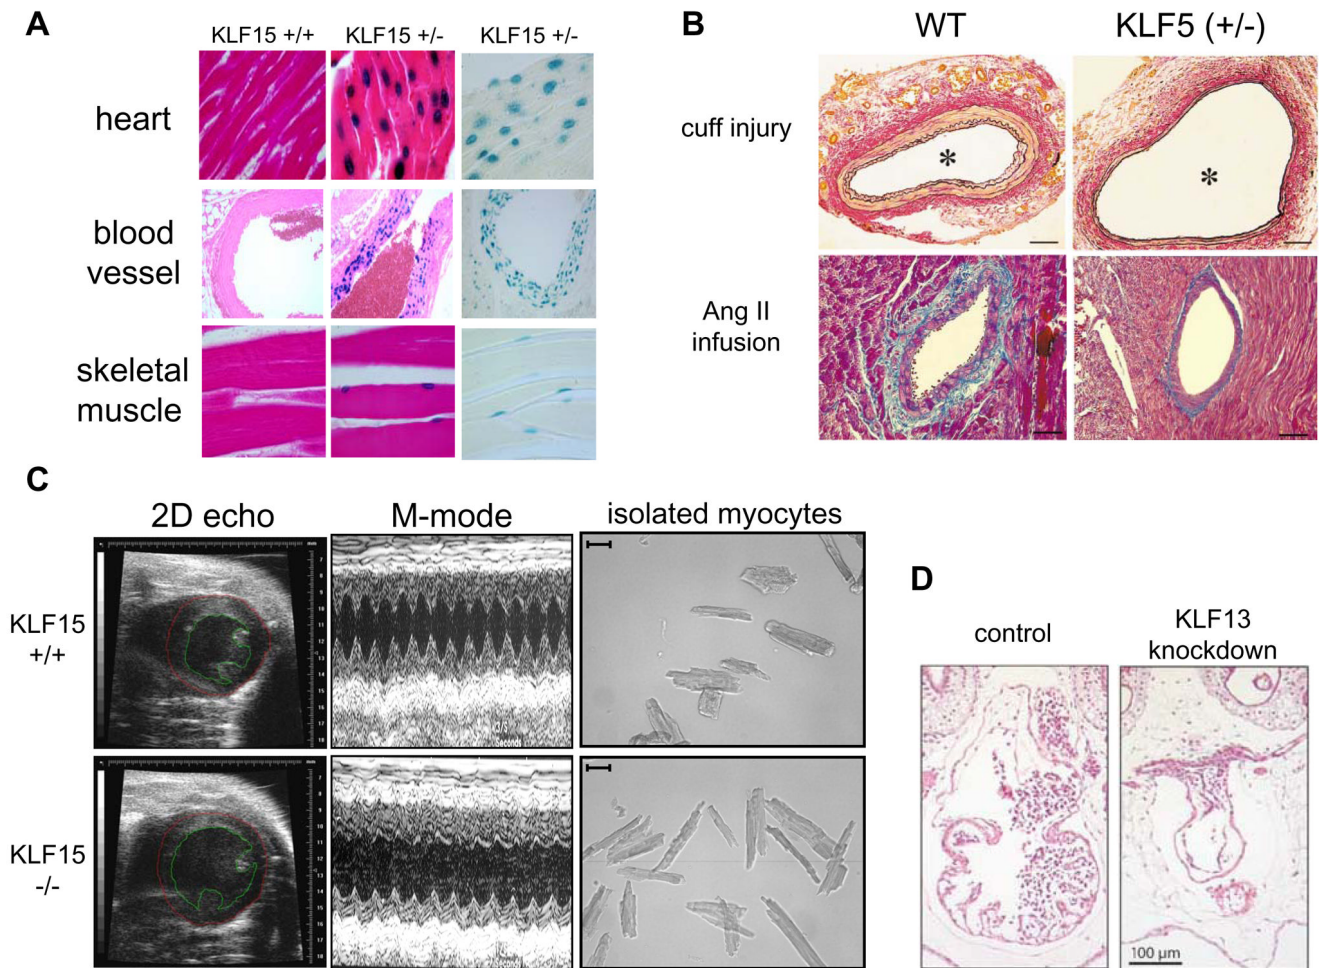 A
KLF15 +/+ KLF15 +/- KLF15 +/-
heart
blood
vessel
skeletal
muscle
B
WT KLF5 (+/-)
cuff injury
*
*
Ang II
infusion
C
2D echo M-mode isolated myocytes
KLF15
+/+
KLF15
-/-
D
control
KLF13
knockdown
100 µm